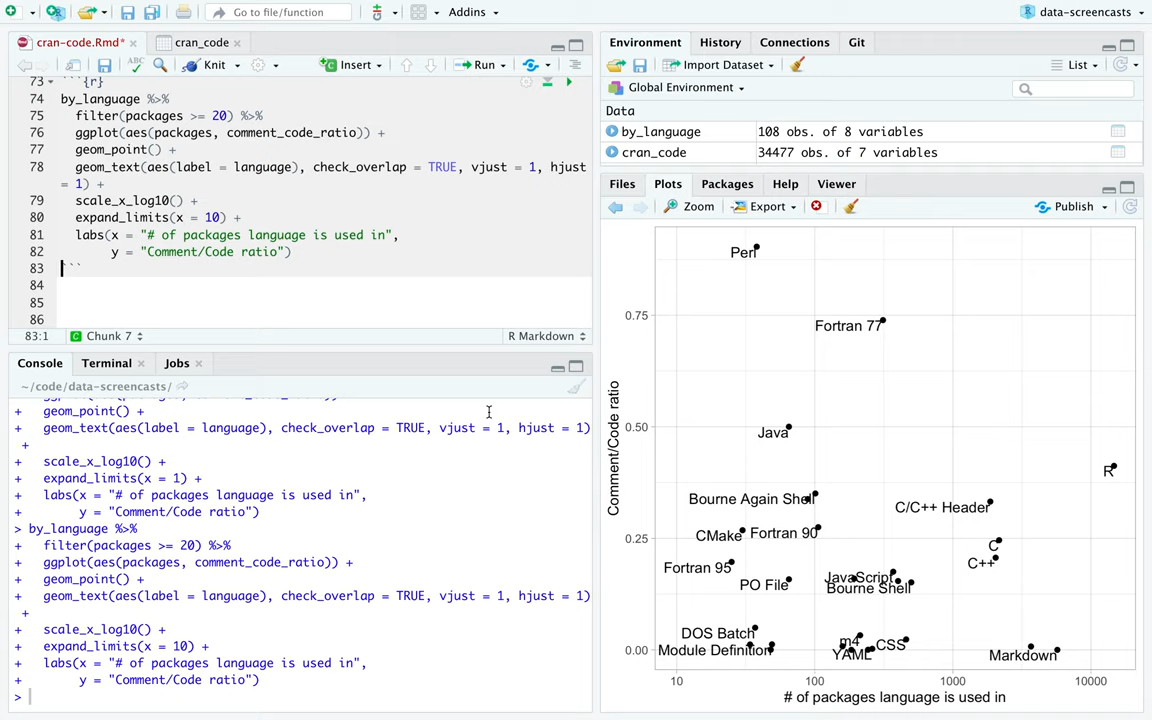 Go to file/function
Addins
data-screencasts
cran-code.Rmd*
cran_code
ABC
Knit
Insert
Run
73 ```{r}
74 by_language %>%
75 filter(packages >= 20) %>%
76 ggplot(aes(packages, comment_code_ratio)) +
77 geom_point() +
78 geom_text(aes(label = language), check_overlap = TRUE, vjust = 1, hjust
= 1) +
79 scale_x_log10() +
80 expand_limits(x = 10) +
81 labs(x = "# of packages language is used in",
82 y = "Comment/Code ratio")
83 ```
84
85
86
83:1
Chunk 7
R Markdown
Console Terminal Jobs
~/code/data-screencasts/
+ geom_point() +
+ geom_text(aes(label = language), check_overlap = TRUE, vjust = 1, hjust = 1)
+
+ scale_x_log10() +
+ expand_limits(x = 1) +
+ labs(x = "# of packages language is used in",
+ y = "Comment/Code ratio")
> by_language %>%
+ filter(packages >= 20) %>%
+ ggplot(aes(packages, comment_code_ratio)) +
+ geom_point() +
+ geom_text(aes(label = language), check_overlap = TRUE, vjust = 1, hjust = 1)
+
+ scale_x_log10() +
+ expand_limits(x = 10) +
+ labs(x = "# of packages language is used in",
+ y = "Comment/Code ratio")
>
Environment History Connections Git
Import Dataset
List
Global Environment
Data
by_language 108 obs. of 8 variables
cran_code 34477 obs. of 7 variables
Files Plots Packages Help Viewer
Zoom Export Publish
Comment/Code ratio
0.75
0.50
0.25
0.00
Perl
Fortran 77
Java
R
Bourne Again Shell
C/C++ Header
CMake
Fortran 90
C
C++
Fortran 95
PO File
JavaScript
Bourne Shell
DOS Batch
m4
CSS
Module Definition
YAML
Markdown
10 100 1000 10000
# of packages language is used in